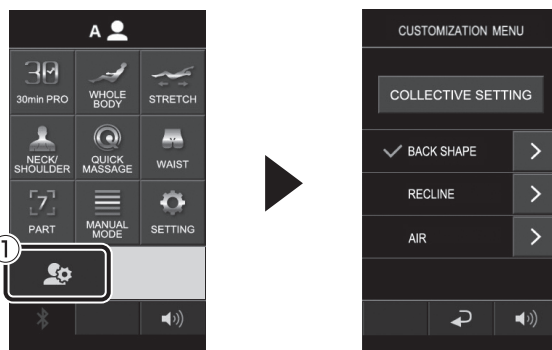 A
30
30min PRO
WHOLE
BODY
STRETCH
NECK/
SHOULDER
QUICK
MASSAGE
WAIST
7
PART
MANUAL
MODE
SETTING
①
CUSTOMIZATION MENU
COLLECTIVE SETTING
BACK SHAPE
RECLINE
AIR